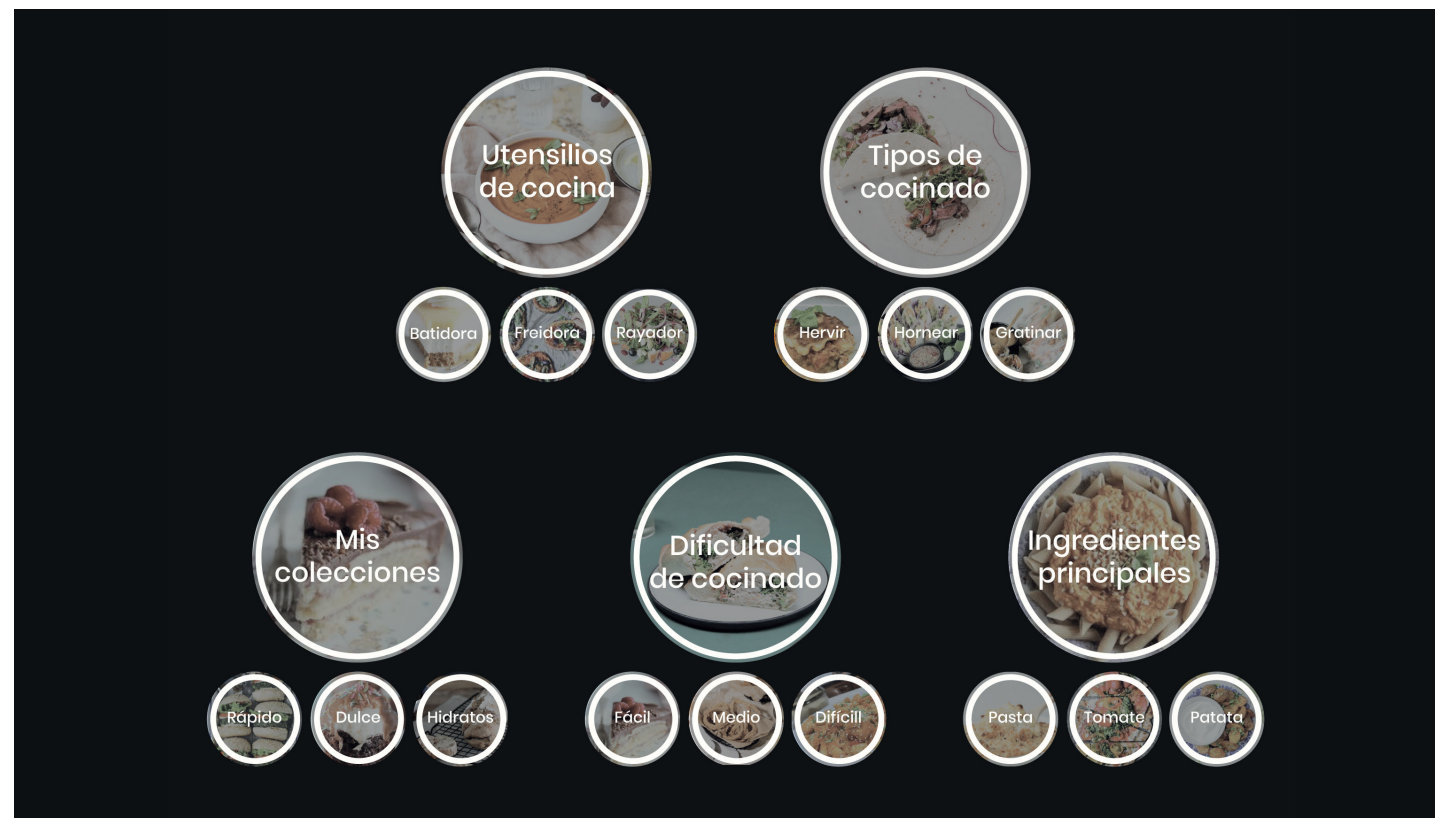 Utensilios
de cocina
Tipos de
cocinado
Batidora
Freidora
Rayador
Hervir
Hornear
Gratinar
Mis
colecciones
Dificultad
de cocinado
Ingredientes
principales
Rápido
Dulce
Hidratos
Fácil
Medio
Difícill
Pasta
Tomate
Patata